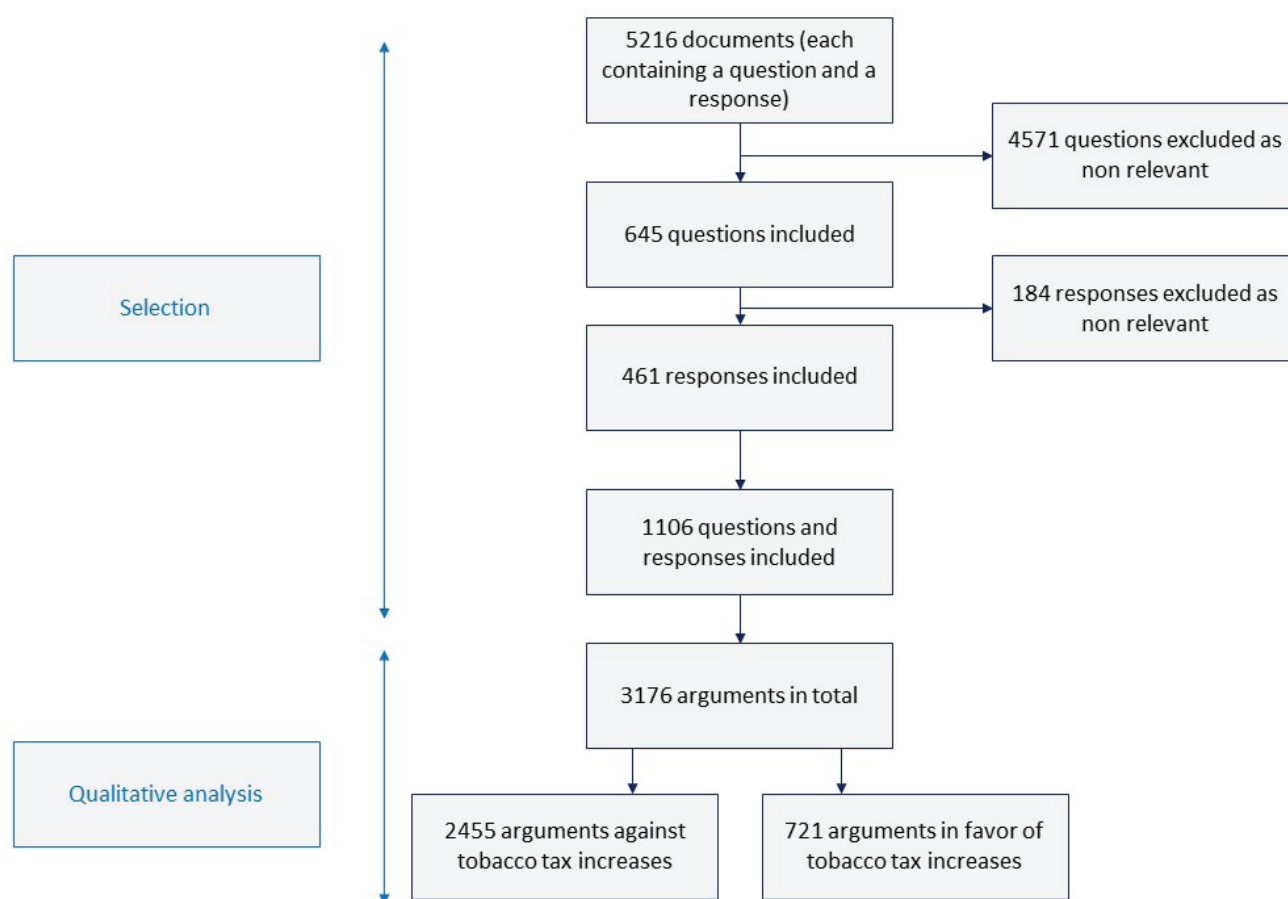 5216 documents (each
containing a question and a
response)
4571 questions excluded as
non relevant
645 questions included
Selection
184 responses excluded as
non relevant
461 responses included
1106 questions and
responses included
3176 arguments in total
Qualitative analysis
2455 arguments against
tobacco tax increases
721 arguments in favor of
tobacco tax increases